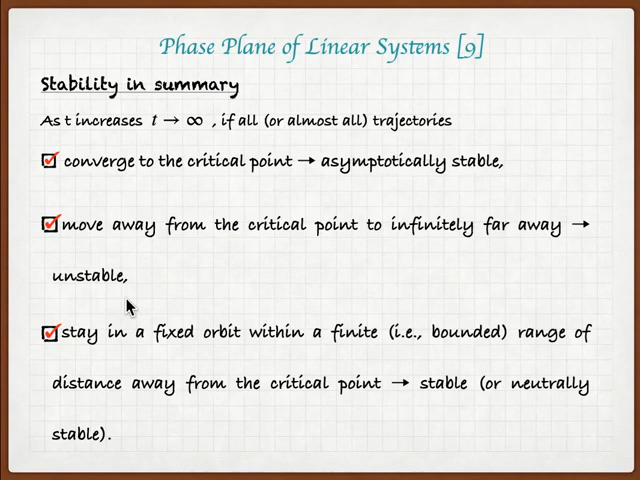 Phase Plane of Linear Systems [9]
Stability in summary
As t increases t → ∞ , if all (or almost all) trajectories
converge to the critical point → asymptotically stable,
move away from the critical point to infinitely far away →
unstable,
stay in a fixed orbit within a finite (i.e., bounded) range of
distance away from the critical point → stable (or neutrally
stable).